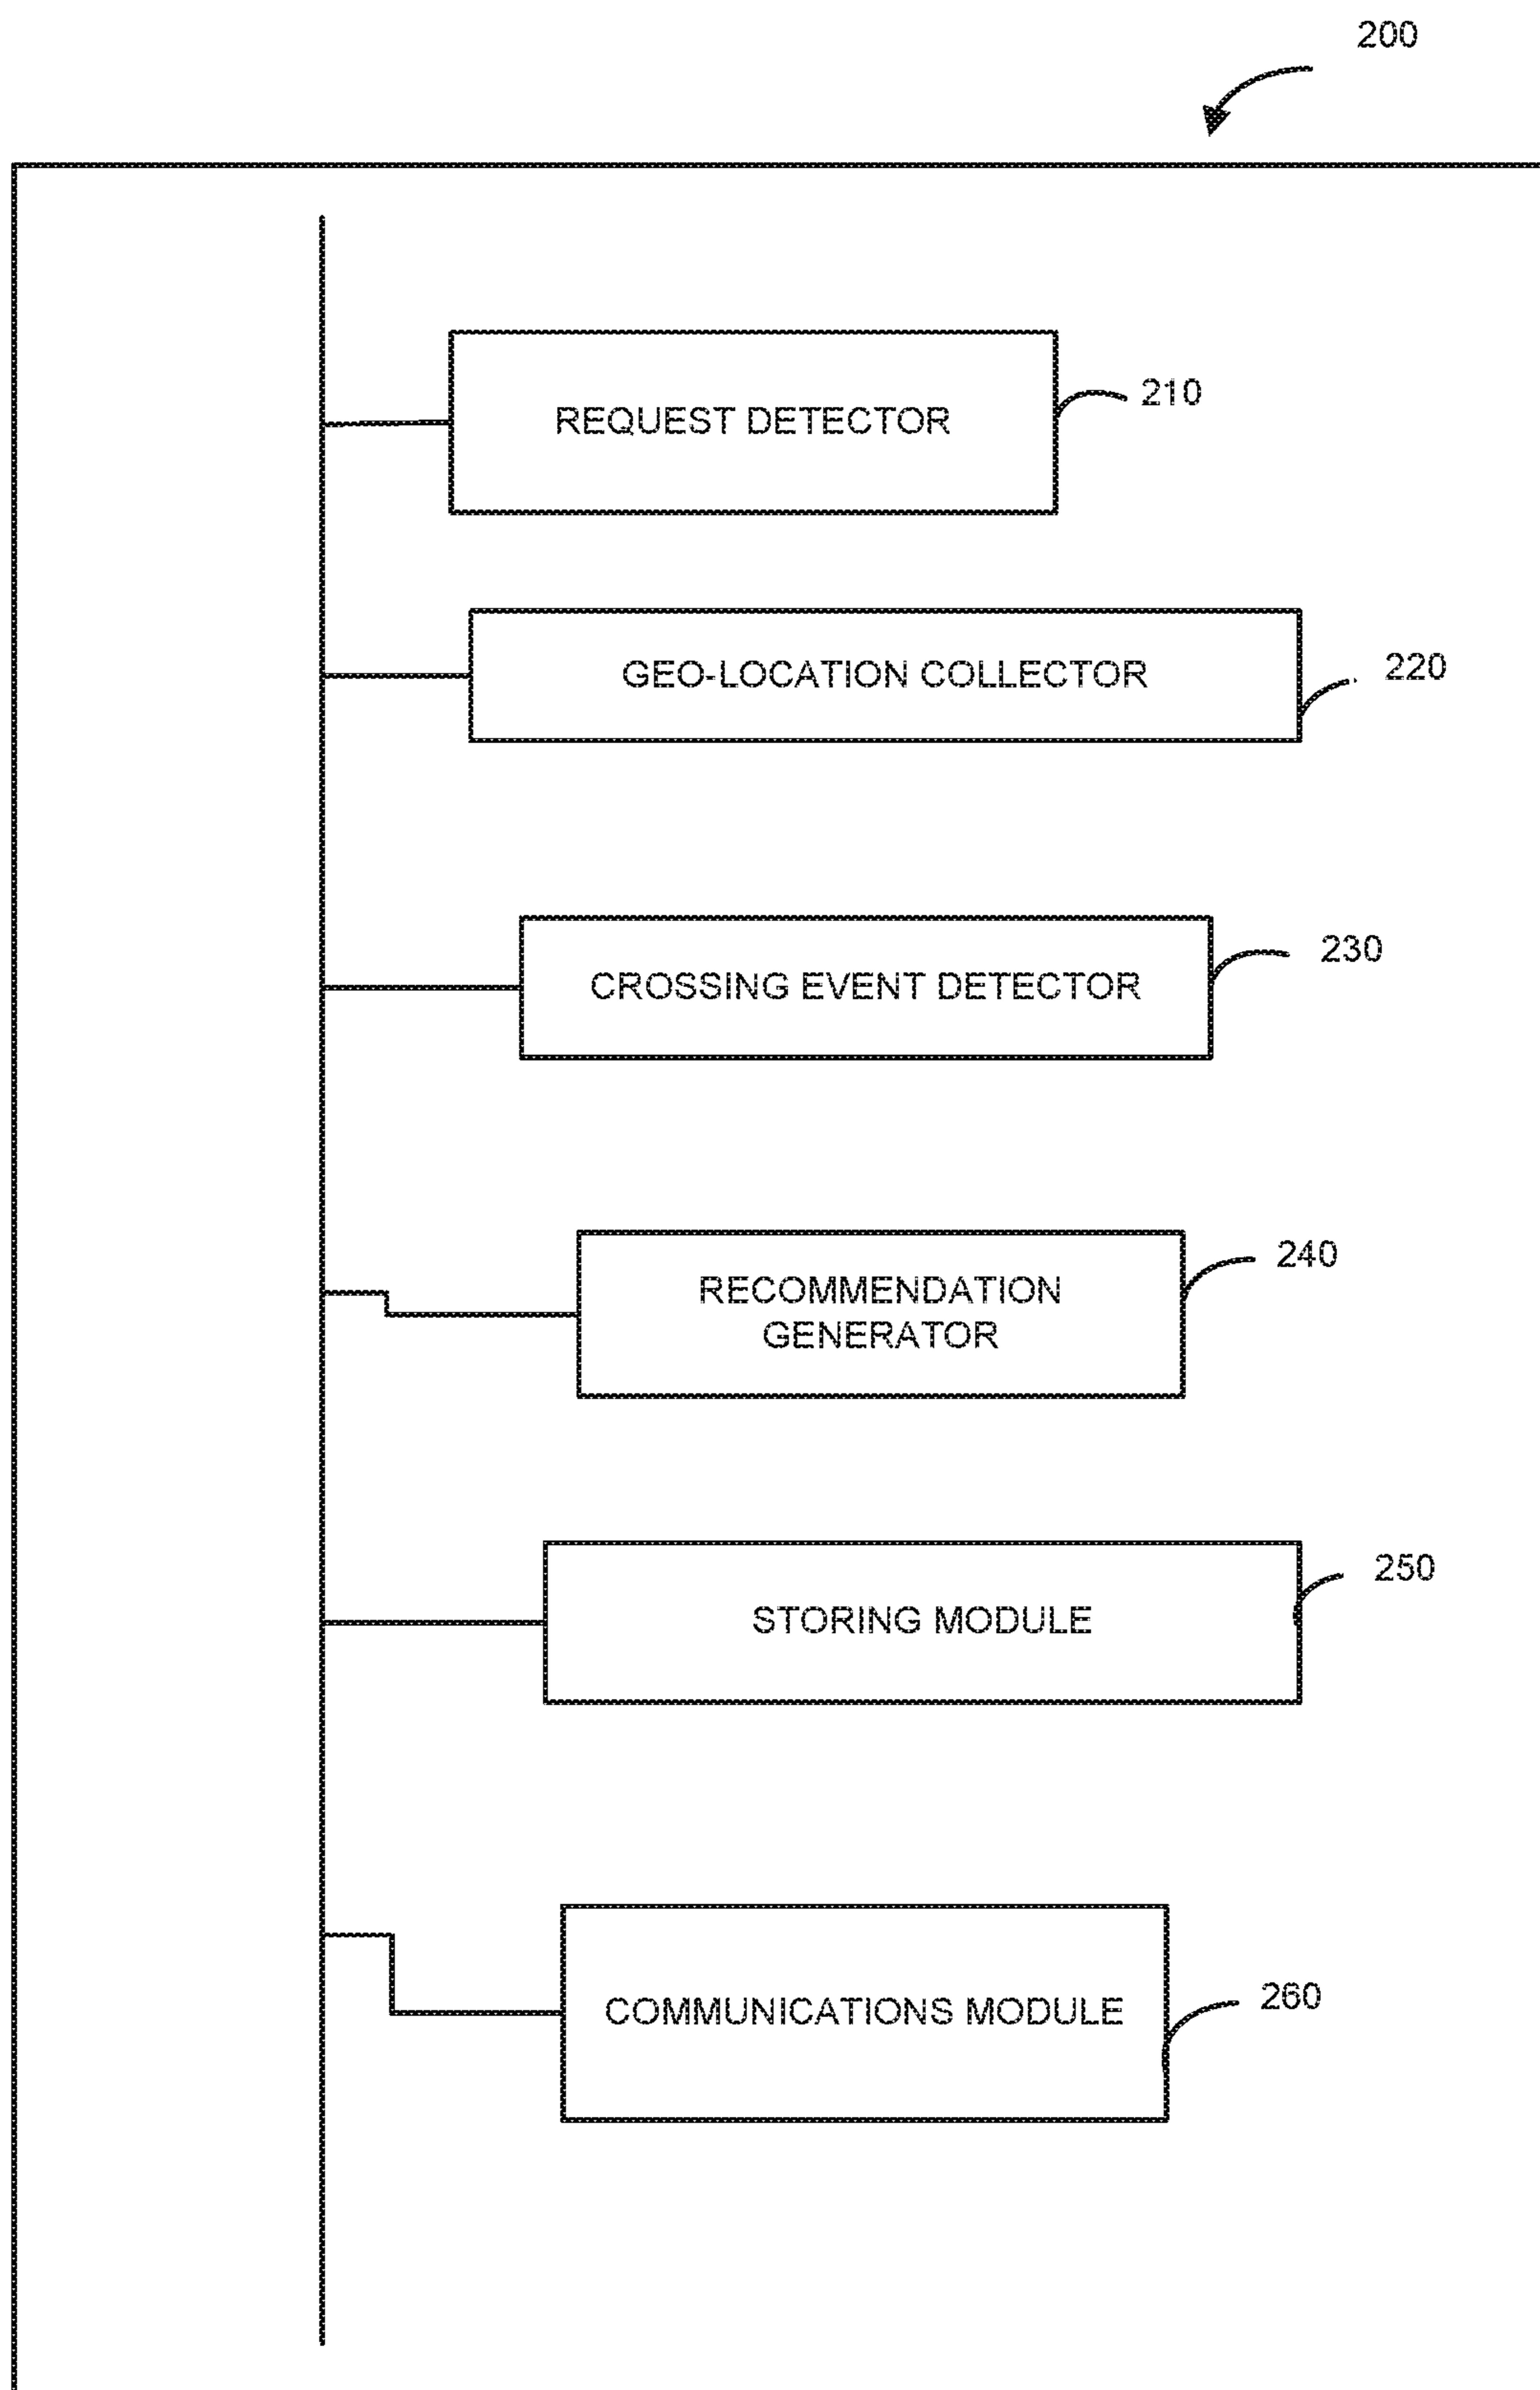 200
REQUEST DETECTOR
210
GEO-LOCATION COLLECTOR
220
CROSSING EVENT DETECTOR
230
RECOMMENDATION
GENERATOR
240
STORING MODULE
250
COMMUNICATIONS MODULE
260